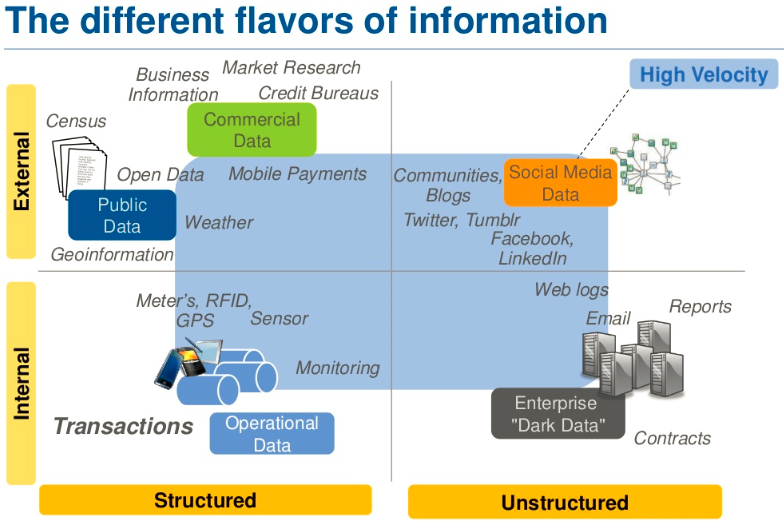 The different flavors of information
High Velocity
External
Business
Information
Market Research
Credit Bureaus
Census
Commercial
Data
Open Data
Mobile Payments
Public
Data
Weather
Geoinformation
Communities,
Blogs
Social Media
Data
Twitter, Tumblr
Facebook,
LinkedIn
Internal
Meter's, RFID,
GPS
Sensor
Monitoring
Transactions
Operational
Data
Web logs
Email
Reports
Enterprise
"Dark Data"
Contracts
Structured
Unstructured